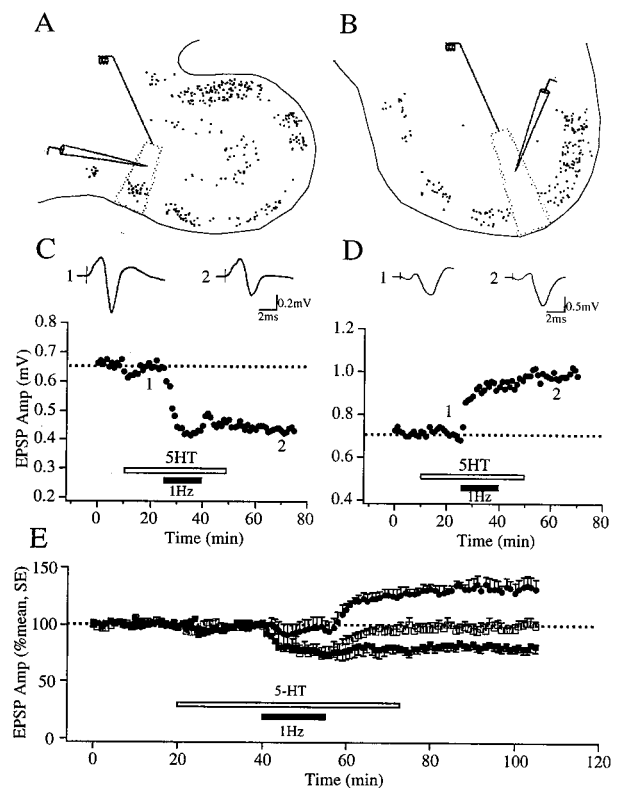 A
B
C
D
1
2
0.2mV
2ms
1
2
0.5mV
2ms
EPSP Amp (mV)
0.8
0.7
0.6
0.5
0.4
0.3
0.2
1
2
5HT
1Hz
0 20 40 60 80
Time (min)
1.2
1.0
0.8
0.6
0.4
1
2
5HT
1Hz
0 20 40 60 80
Time (min)
E
EPSP Amp (%mean, SE)
150
100
50
0
5-HT
1Hz
0 20 40 60 80 100 120
Time (min)